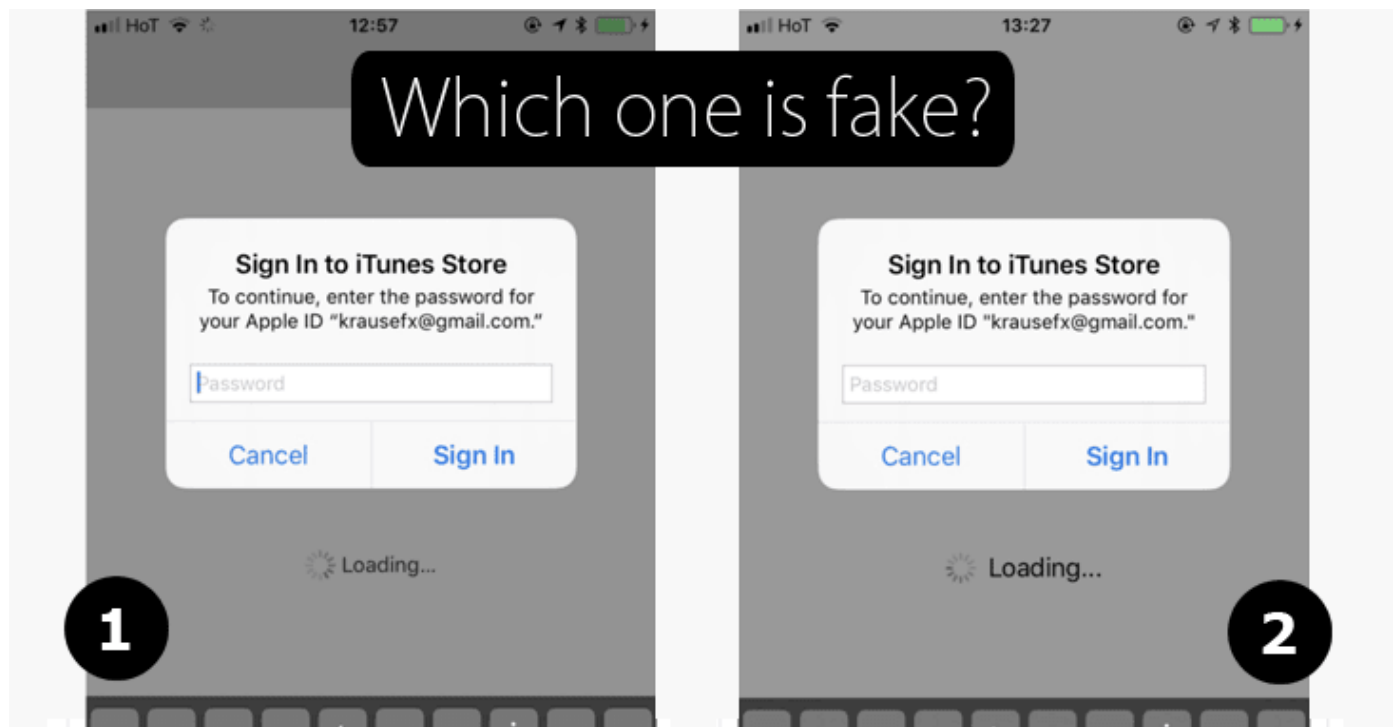 HoT 12:57
HoT 13:27
Which one is fake?
Sign In to iTunes Store
To continue, enter the password for
your Apple ID “krausefx@gmail.com.”
Password
Cancel Sign In
Loading...
1
Sign In to iTunes Store
To continue, enter the password for
your Apple ID "krausefx@gmail.com."
Password
Cancel Sign In
Loading...
2